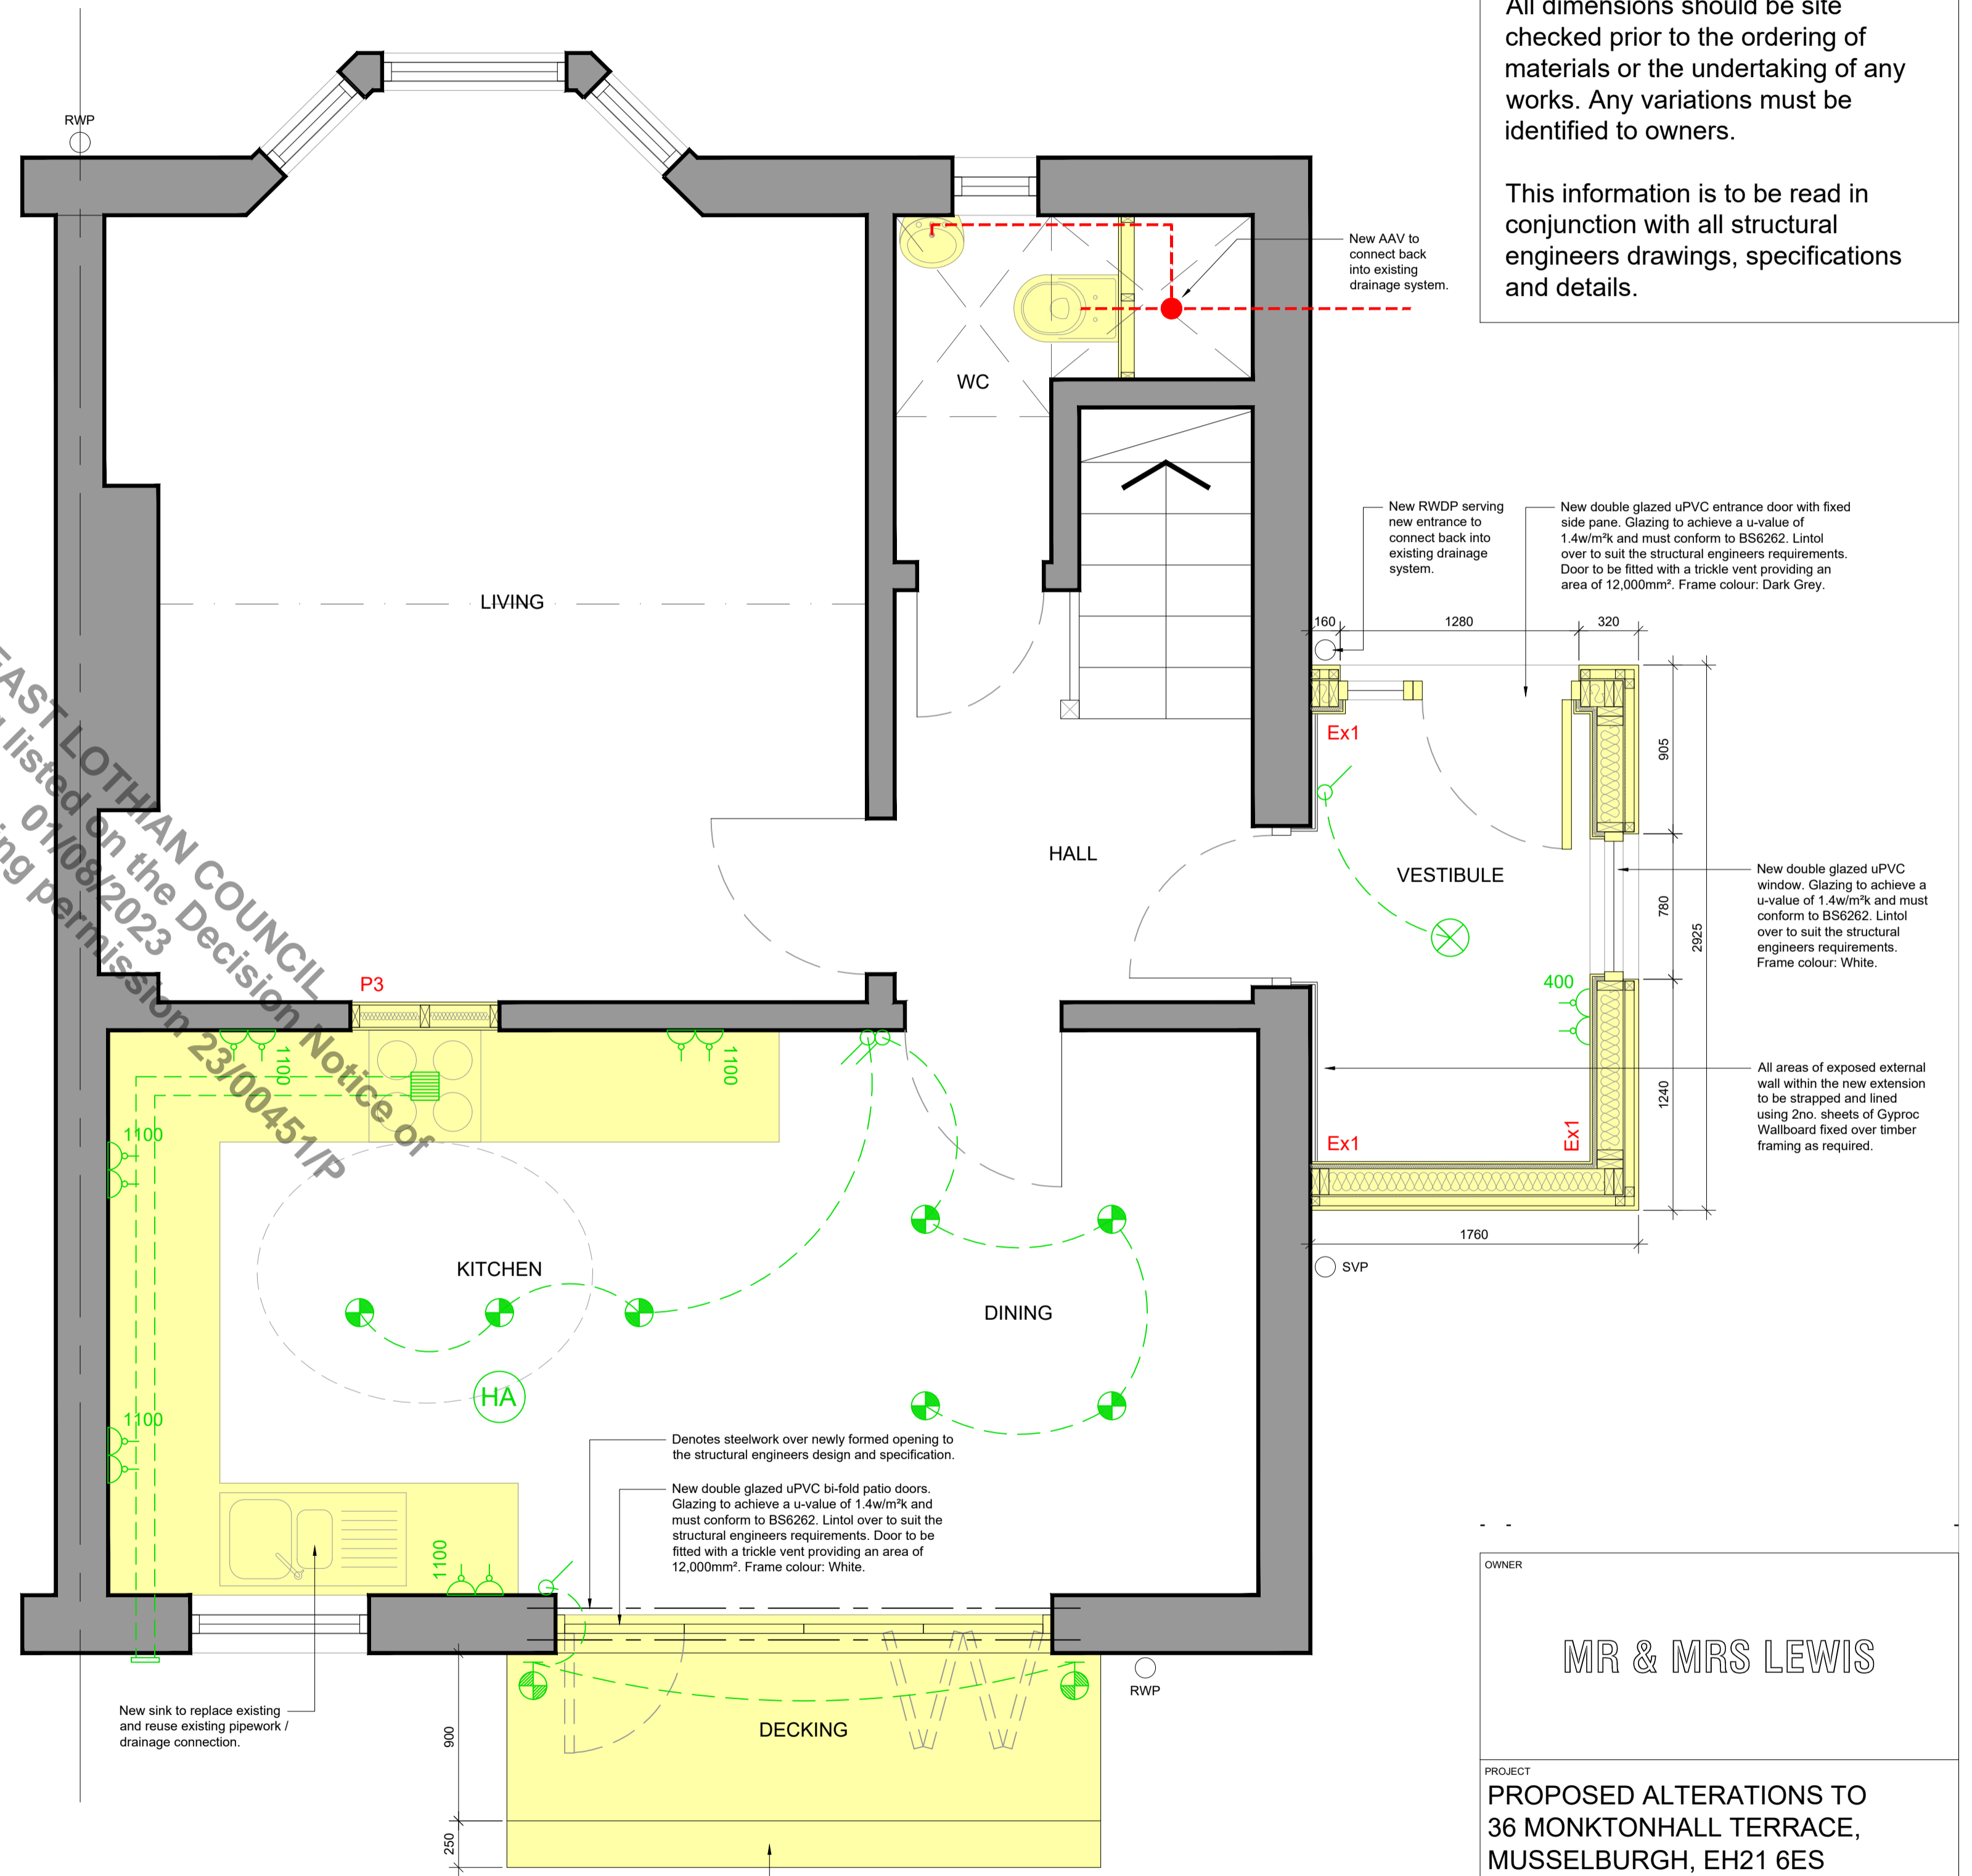 All dimensions should be site
checked prior to the ordering of
materials or the undertaking of any
works. Any variations must be
identified to owners.
This information is to be read in
conjunction with all structural
engineers drawings, specifications
and details.
RWP
New AAV to
connect back
into existing
drainage system.
WC
New RWDP serving
new entrance to
connect back into
existing drainage
system.
New double glazed uPVC entrance door with fixed
side pane. Glazing to achieve a u-value of
1.4w/m²k and must conform to BS6262. Lintol
over to suit the structural engineers requirements.
Door to be fitted with a trickle vent providing an
area of 12,000mm². Frame colour: Dark Grey.
LIVING
160
1280
320
Ex1
905
HALL
VESTIBULE
780
2925
New double glazed uPVC
window. Glazing to achieve a
u-value of 1.4w/m²k and must
conform to BS6262. Lintol
over to suit the structural
engineers requirements.
Frame colour: White.
EAST LOTHIAN COUNCIL
listed on the Decision Notice of
01/08/2023
permission 23/00451/P
P3
400
1100
1100
1240
All areas of exposed external
wall within the new extension
to be strapped and lined
using 2no. sheets of Gyproc
Wallboard fixed over timber
framing as required.
1100
Ex1
Ex1
1760
SVP
KITCHEN
DINING
HA
1100
Denotes steelwork over newly formed opening to
the structural engineers design and specification.
New double glazed uPVC bi-fold patio doors.
Glazing to achieve a u-value of 1.4w/m²k and
must conform to BS6262. Lintol over to suit the
structural engineers requirements. Door to be
fitted with a trickle vent providing an area of
12,000mm². Frame colour: White.
1100
OWNER
MR & MRS LEWIS
RWP
New sink to replace existing
and reuse existing pipework /
drainage connection.
900
DECKING
250
PROJECT
PROPOSED ALTERATIONS TO
36 MONKTONHALL TERRACE,
MUSSELBURGH, EH21 6ES